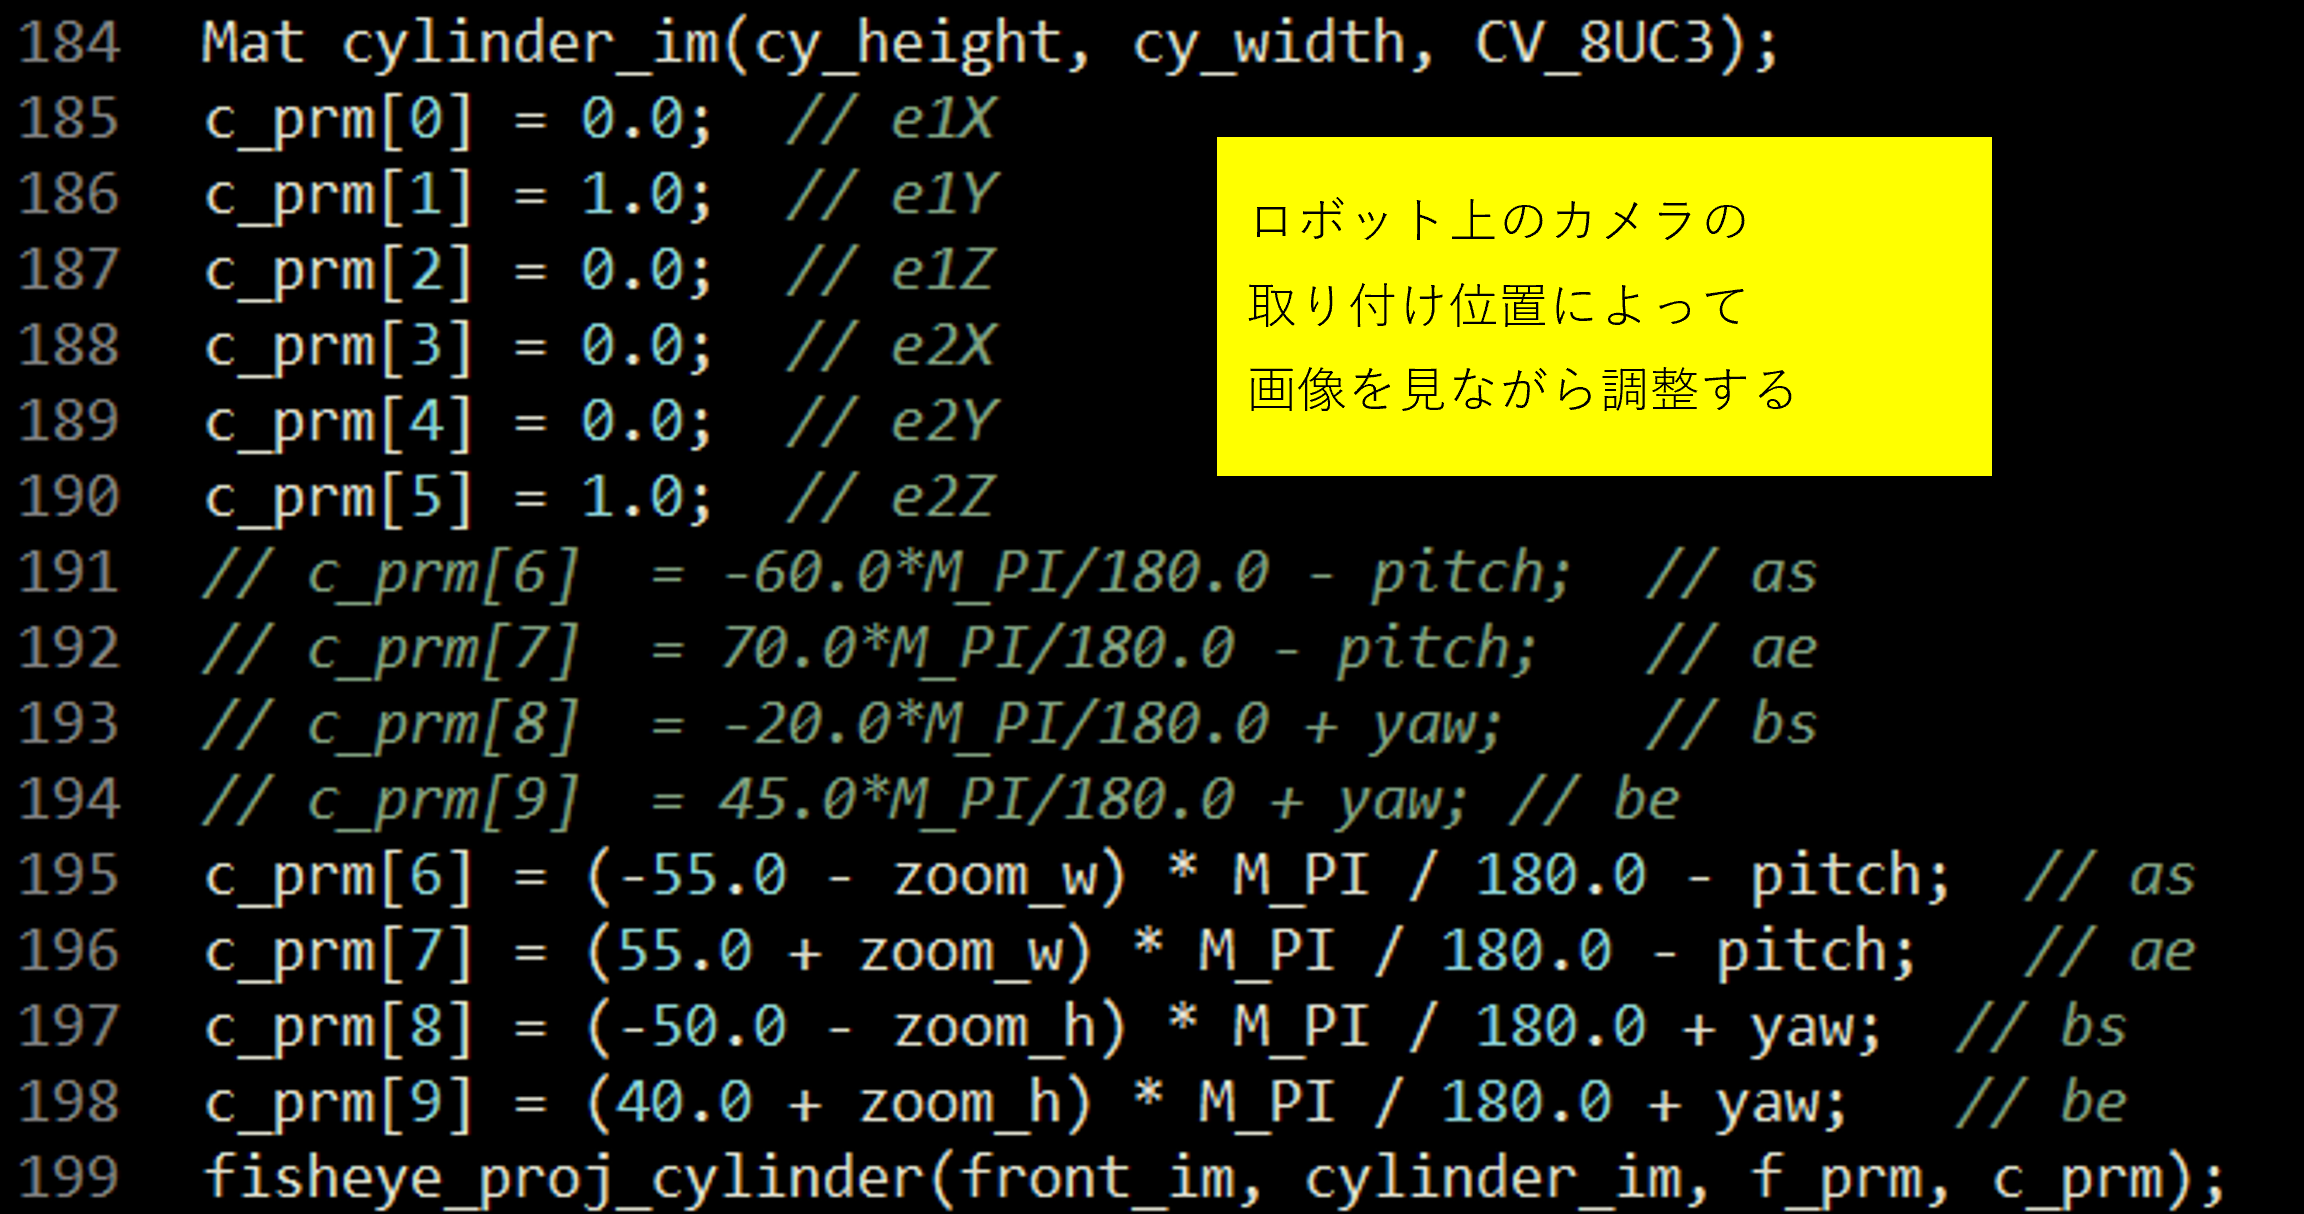 184 Mat cylinder_im(cy_height, cy_width, CV_8UC3);
185 c_prm[0] = 0.0; // e1X
186 c_prm[1] = 1.0; // e1Y
187 c_prm[2] = 0.0; // e1Z
188 c_prm[3] = 0.0; // e2X
189 c_prm[4] = 0.0; // e2Y
190 c_prm[5] = 1.0; // e2Z
ロボット上のカメラの
取り付け位置によって
画像を見ながら調整する
191 // c_prm[6] = -60.0*M_PI/180.0 - pitch; // as
192 // c_prm[7] = 70.0*M_PI/180.0 - pitch; // ae
193 // c_prm[8] = -20.0*M_PI/180.0 + yaw; // bs
194 // c_prm[9] = 45.0*M_PI/180.0 + yaw; // be
195 c_prm[6] = (-55.0 - zoom_w) * M_PI / 180.0 - pitch; // as
196 c_prm[7] = (55.0 + zoom_w) * M_PI / 180.0 - pitch; // ae
197 c_prm[8] = (-50.0 - zoom_h) * M_PI / 180.0 + yaw; // bs
198 c_prm[9] = (40.0 + zoom_h) * M_PI / 180.0 + yaw; // be
199 fisheye_proj_cylinder(front_im, cylinder_im, f_prm, c_prm);